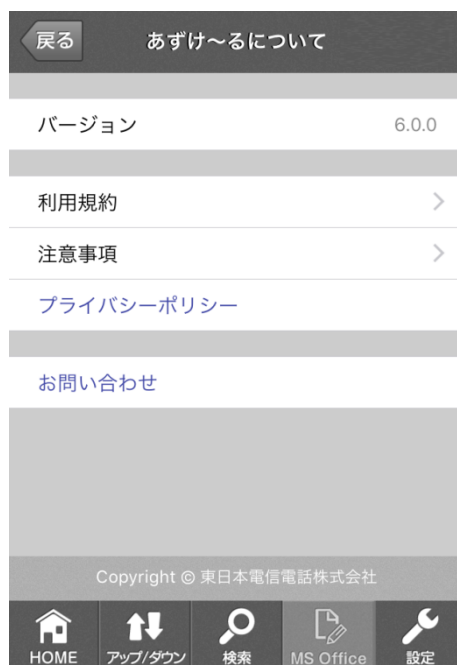 戻る
あずけ～るについて
バージョン 6.0.0
利用規約
注意事項
プライバシーポリシー
お問い合わせ
Copyright © 東日本電信電話株式会社
HOME アップ/ダウン 検索 MS Office 設定